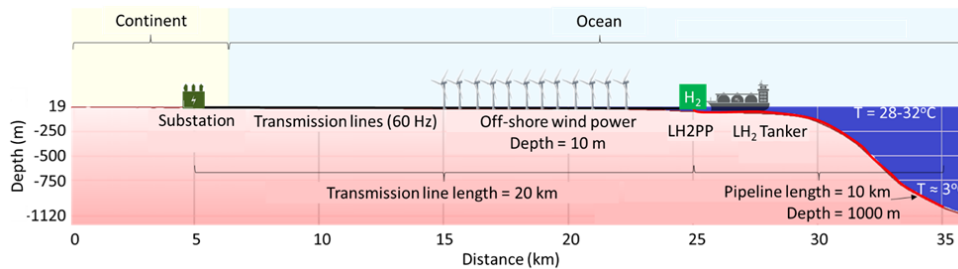 Continent
Ocean
H₂
19
-250
-500
-750
-1120
Depth (m)
Substation
Transmission lines (60 Hz)
Off-shore wind power
Depth = 10 m
LH2PP
LH₂ Tanker
T = 28-32°C
Transmission line length = 20 km
Pipeline length = 10 km
Depth = 1000 m
T ≈ 3°
0
5
10
15
20
25
30
35
Distance (km)